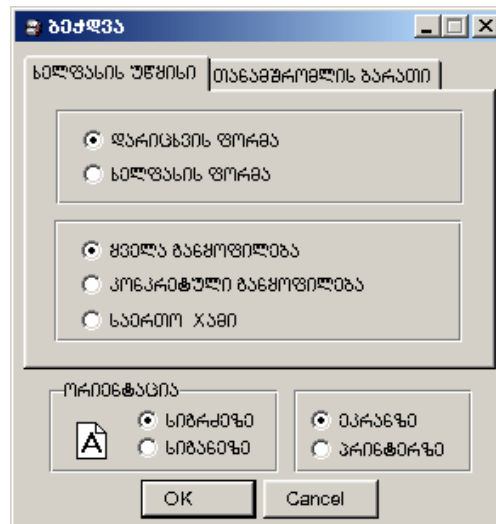 ბეჭდვა
ხელფასის უწყისი
თანამშრომლის ბარათი
დარიცხვის ფორმა
ხელფასის ფორმა
ყველა განყოფილება
კონკრეტული განყოფილება
საერთო ჯამი
ორიენტაცია
A
სიგრძეზე
სიგანეზე
ეკრანზე
პრინტერზე
OK
Cancel